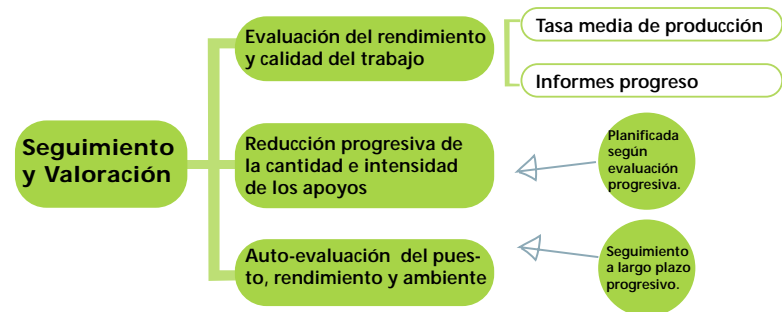 Seguimiento
y Valoración
Evaluación del rendimiento
y calidad del trabajo
Tasa media de producción
Informes progreso
Reducción progresiva de
la cantidad e intensidad
de los apoyos
Planificada
según
evaluación
progresiva.
Auto-evaluación del pues-
to, rendimiento y ambiente
Seguimiento
a largo plazo
progresivo.